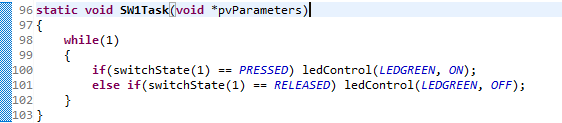 96 static void SW1Task(void *pvParameters)
97 {
98     while(1)
99     {
100         if(switchState(1) == PRESSED) ledControl(LEDGREEN, ON);
101         else if(switchState(1) == RELEASED) ledControl(LEDGREEN, OFF);
102     }
103 }